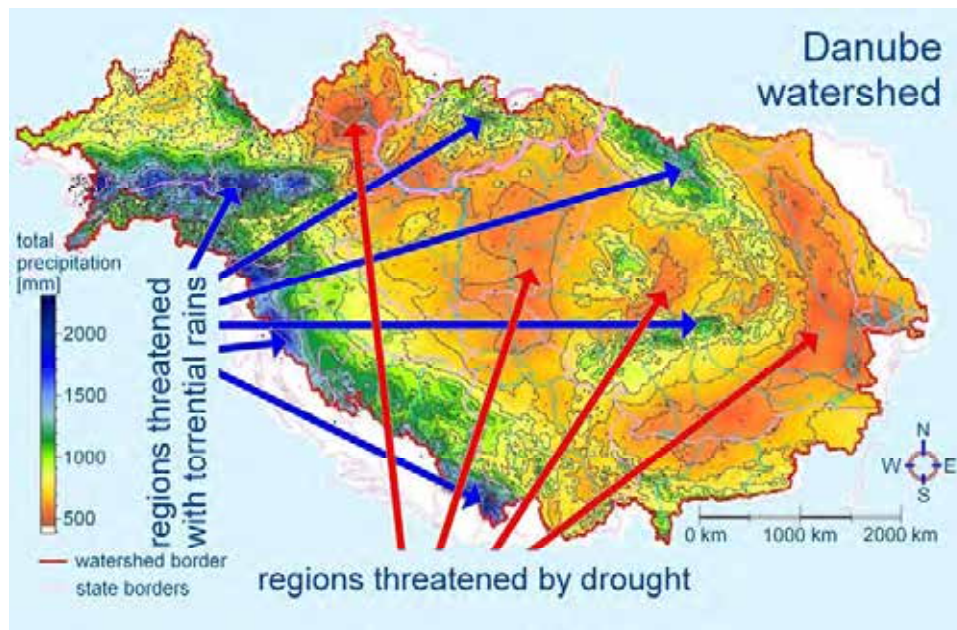 Danube
watershed
total
precipitation
[mm]
2000
1500
1000
500
regions threatened
with torrential rains
N
W E
S
0 km 1000 km 2000 km
watershed border
state borders
regions threatened by drought